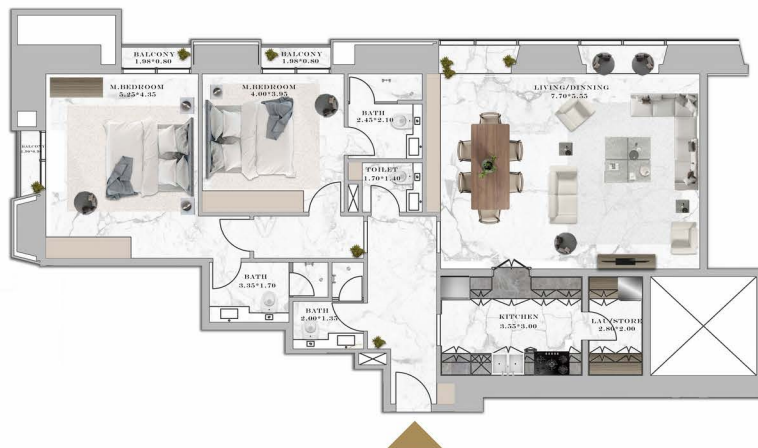 BALCONY
1.98*0.80
BALCONY
1.98*0.80
M.BEDROOM
5.25*4.35
M.BEDROOM
4.00*3.95
LIVING/DINNING
7.70*5.55
BATH
2.45*2.10
BALCONY
TOILET
1.70*1.40
BATH
3.35*1.70
BATH
2.00*1.35
KITCHEN
3.55*3.00
LAU/STORE
2.80*2.00